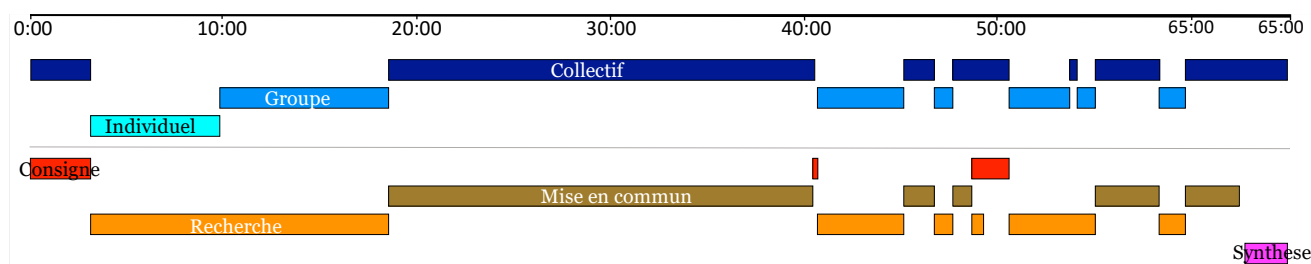 0:00 10:00 20:00 30:00 40:00 50:00 65:00 65:00
Collectif
Groupe
Individuel
Consigne
Mise en commun
Recherche
Synthese